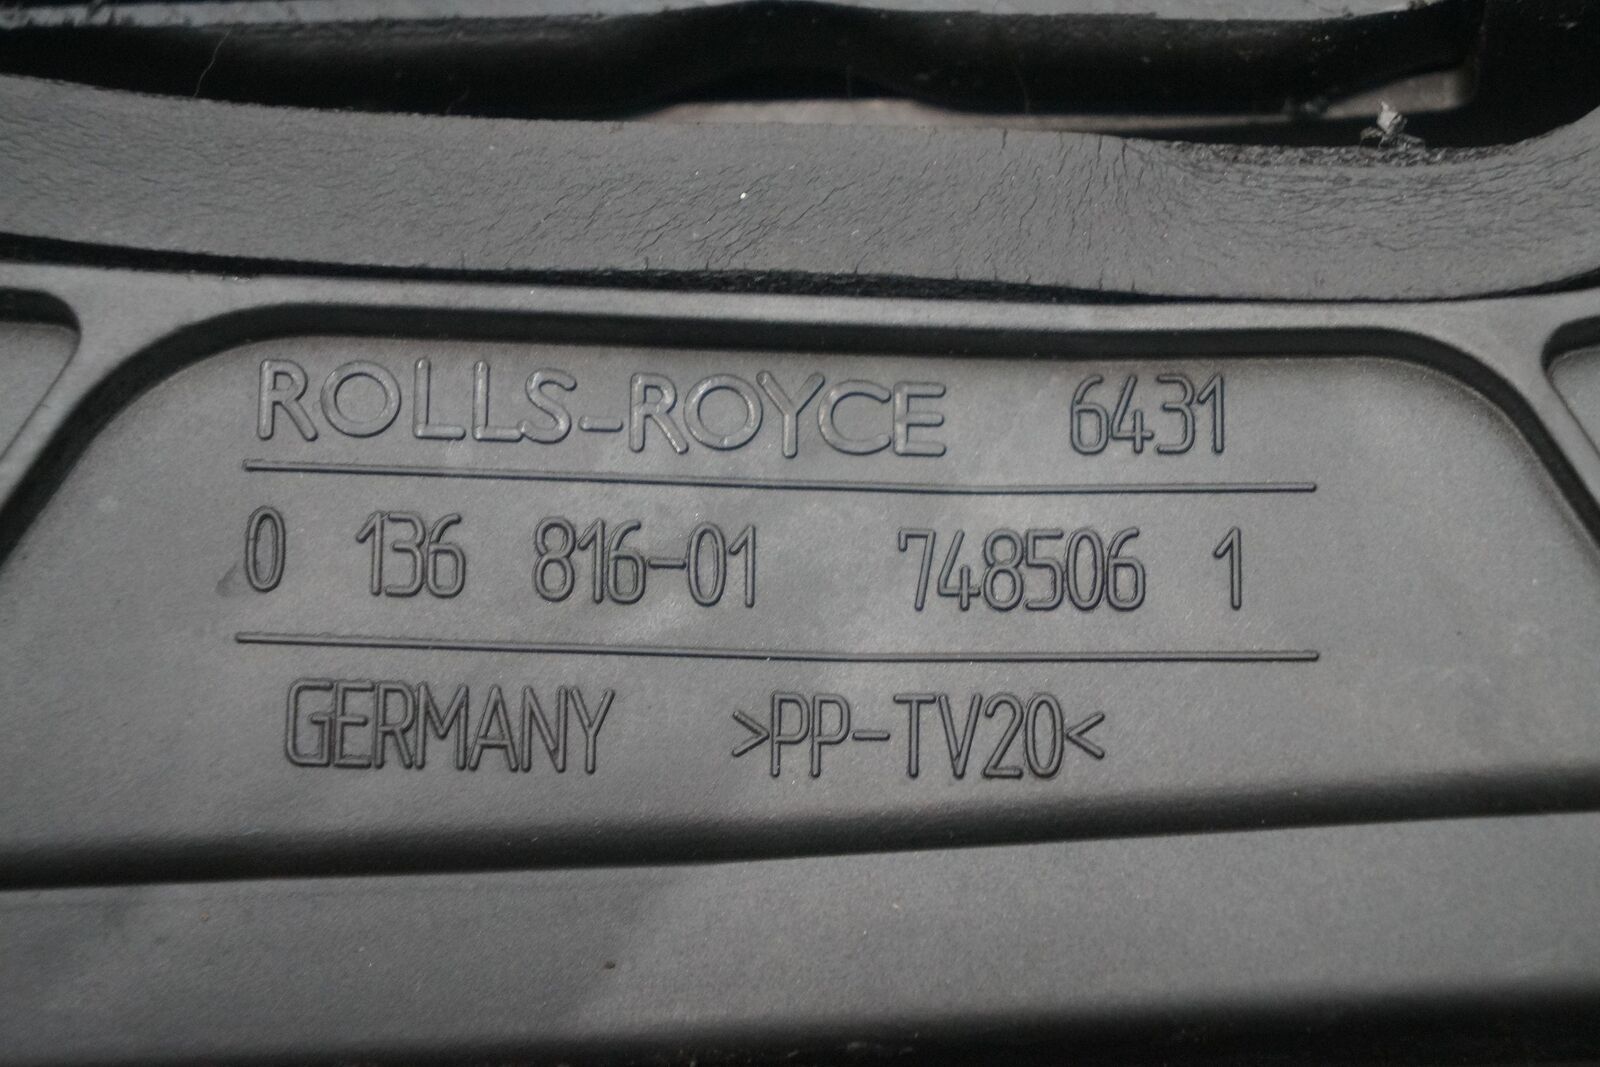 ROLLS-ROYCE 6431
0 136 816-01 748506 1
GERMANY >PP-TV20<